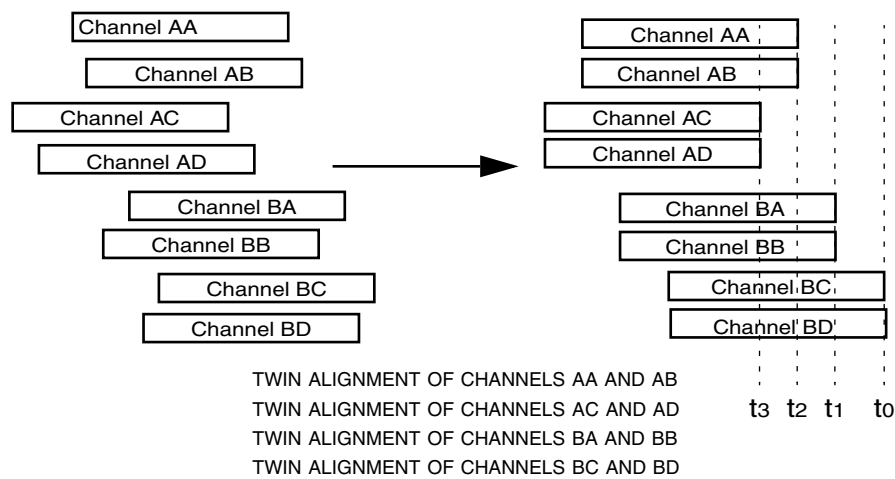 Channel AA
Channel AB
Channel AC
Channel AD
Channel BA
Channel BB
Channel BC
Channel BD
Channel AA
Channel AB
Channel AC
Channel AD
Channel BA
Channel BB
Channel BC
Channel BD
TWIN ALIGNMENT OF CHANNELS AA AND AB
TWIN ALIGNMENT OF CHANNELS AC AND AD
TWIN ALIGNMENT OF CHANNELS BA AND BB
TWIN ALIGNMENT OF CHANNELS BC AND BD
t3 t2 t1 t0